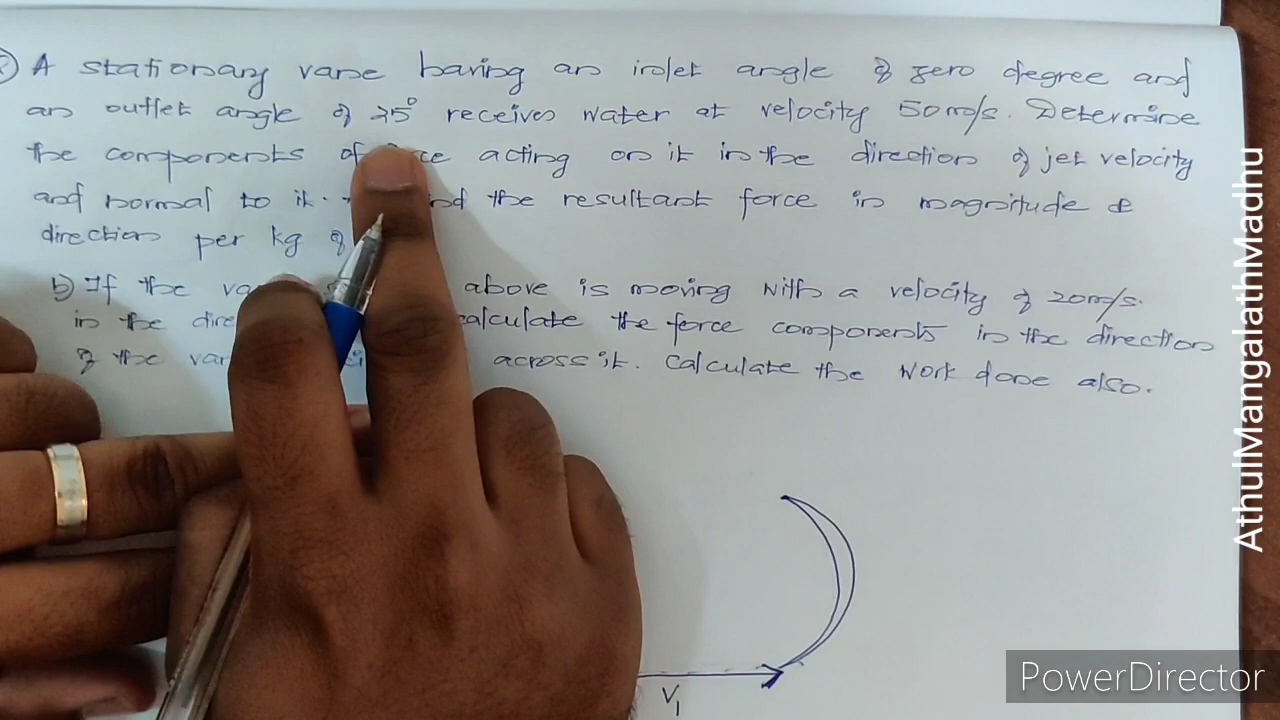 A stationary vane having an inlet angle of zero degree and
an outlet angle of 25° receives water at velocity 50m/s. Determine
the components of acting on it in the direction of jet velocity
and normal to it. the resultant force in magnitude &
direction per kg of
b) If the above is moving with a velocity of 20m/s.
in the calculate the force components in the direction
of the across it. Calculate the work done also.
V1
AthulMangalathMadhu
PowerDirector